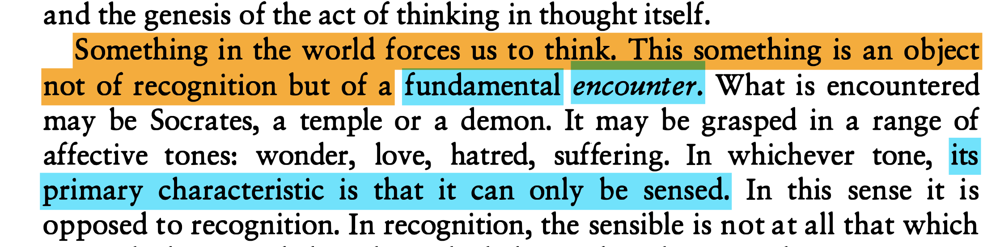 and the genesis of the act of thinking in thought itself.
Something in the world forces us to think. This something is an object
not of recognition but of a fundamental encounter. What is encountered
may be Socrates, a temple or a demon. It may be grasped in a range of
affective tones: wonder, love, hatred, suffering. In whichever tone, its
primary characteristic is that it can only be sensed. In this sense it is
opposed to recognition. In recognition, the sensible is not at all that which